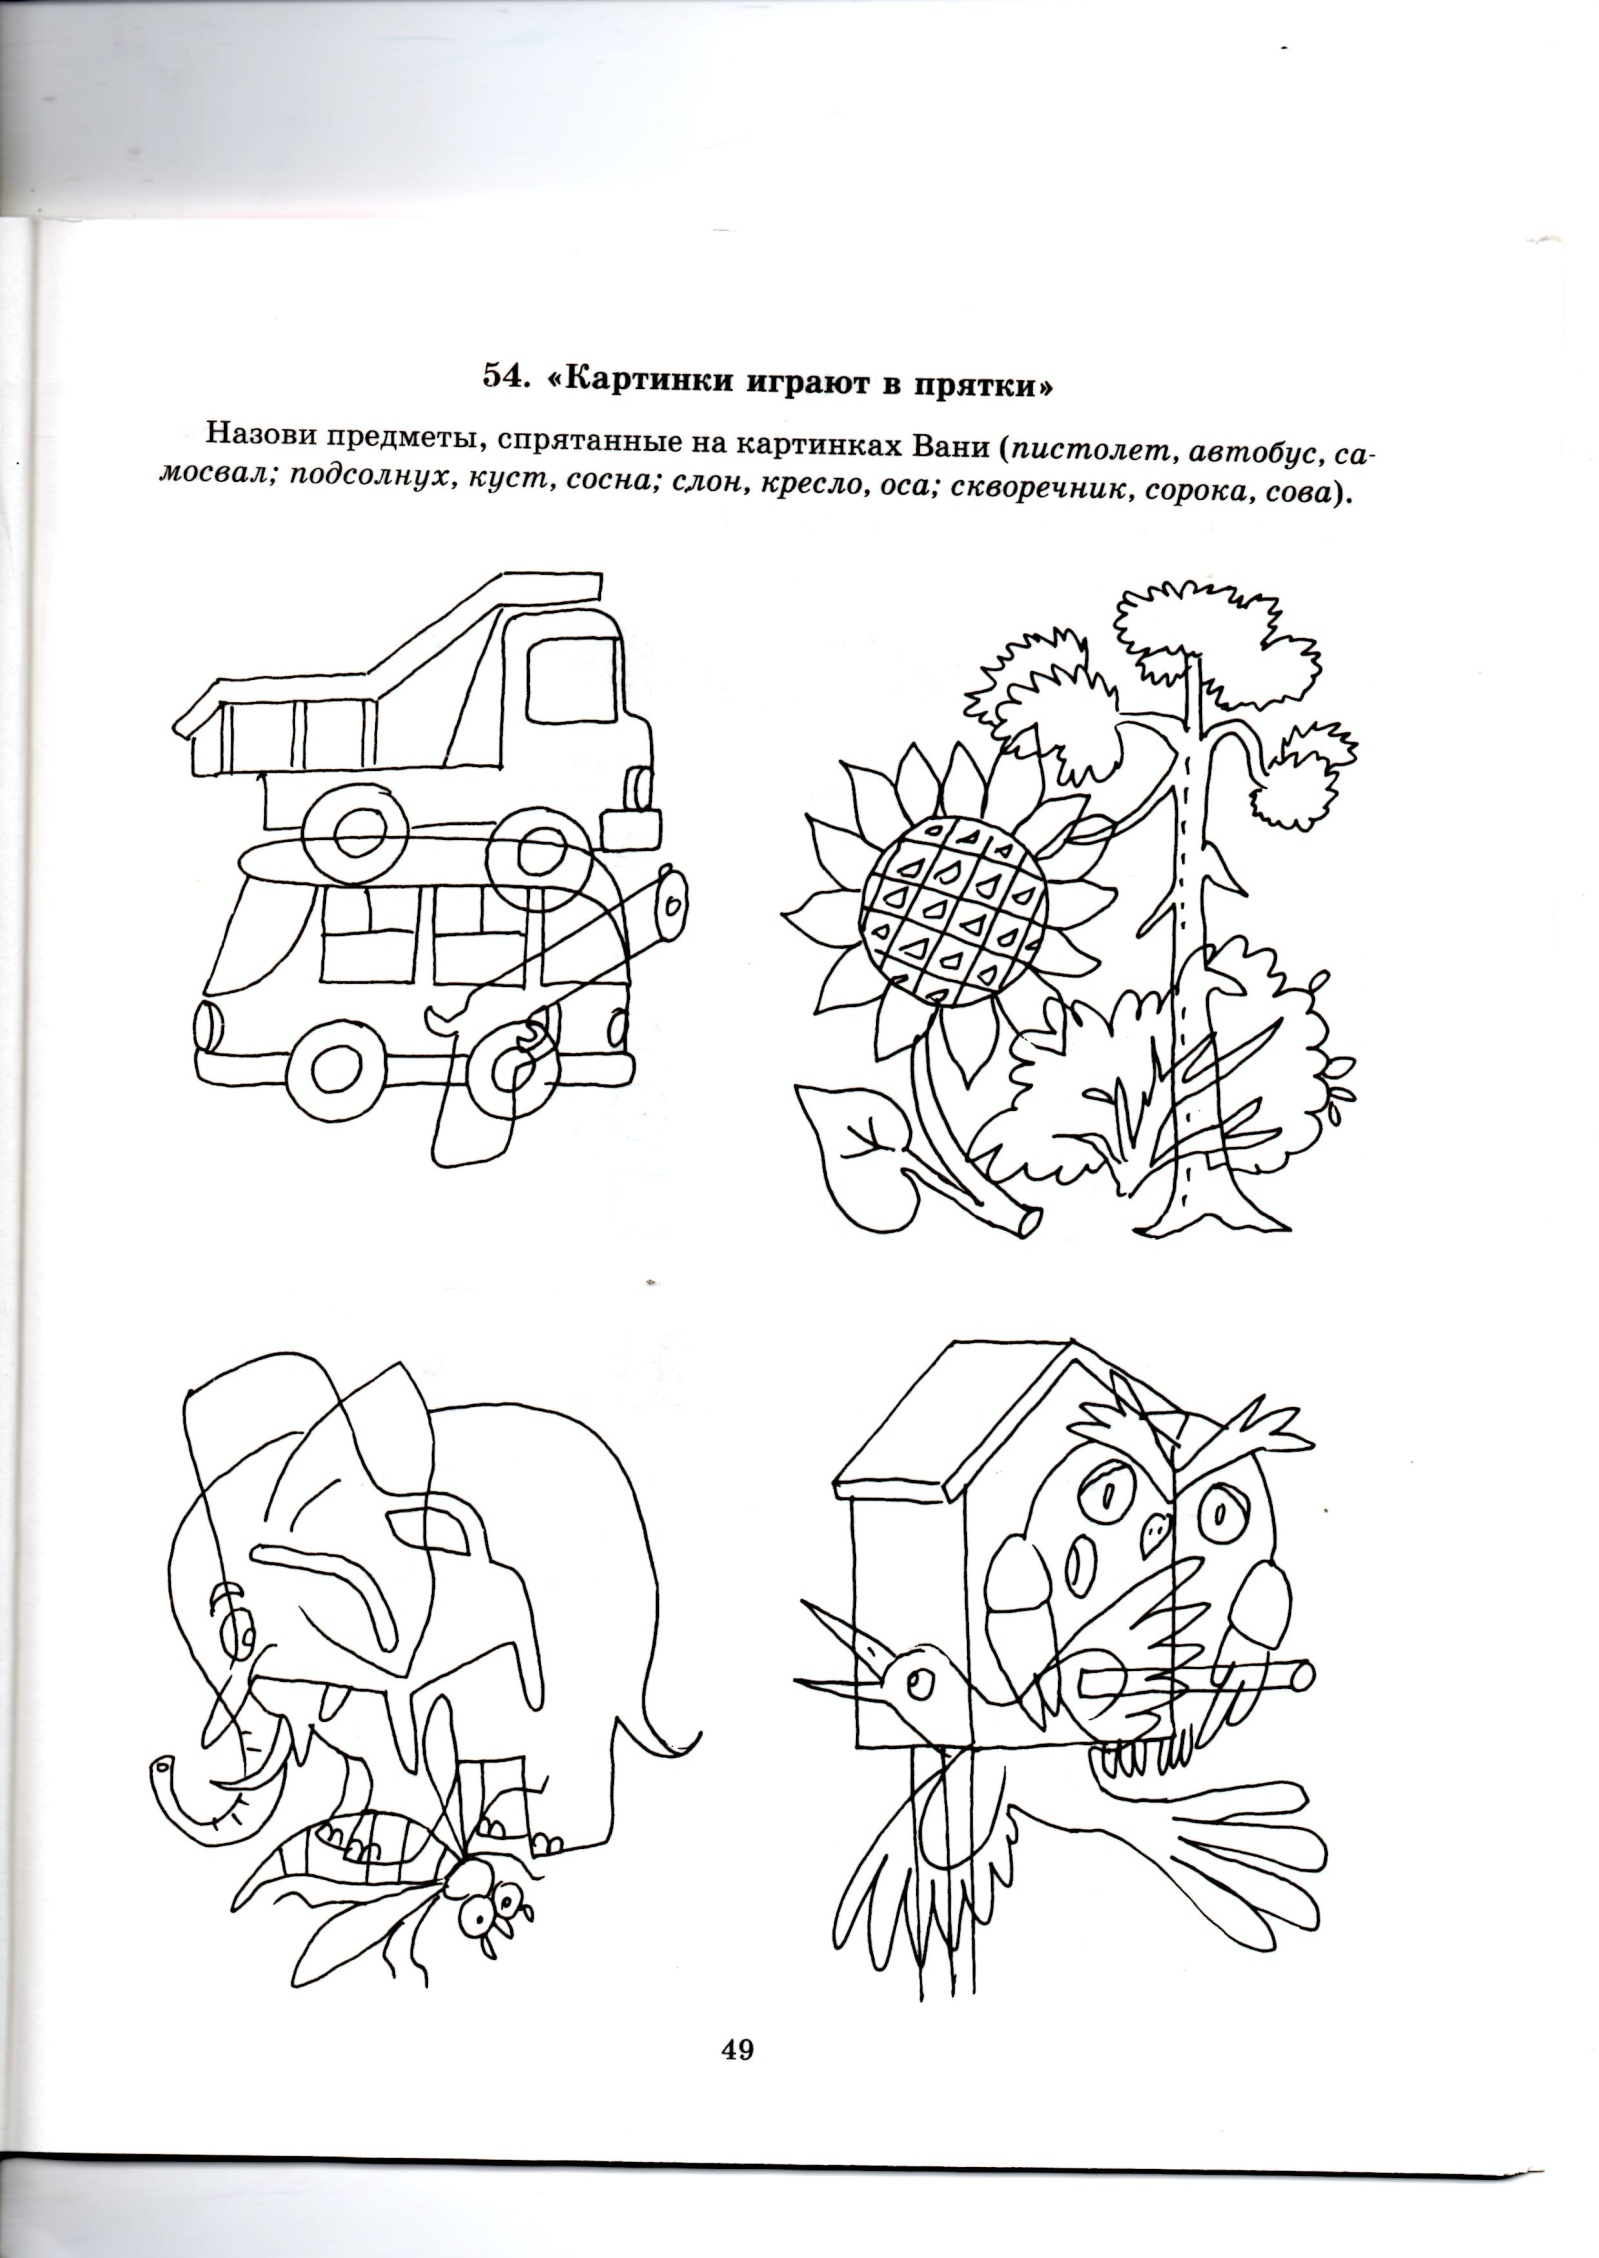 54. «Картинки играют в прятки»
Назови предметы, спрятанные на картинках Вани (пистолет, автобус, са-
мосвал; подсолнух, куст, сосна; слон, кресло, оса; скворечник, сорока, сова).
49